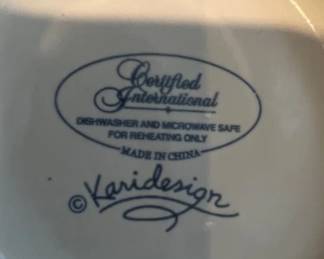 Certified
International
DISHWASHER AND MICROWAVE SAFE
FOR REHEATING ONLY
MADE IN CHINA
© Karidesign